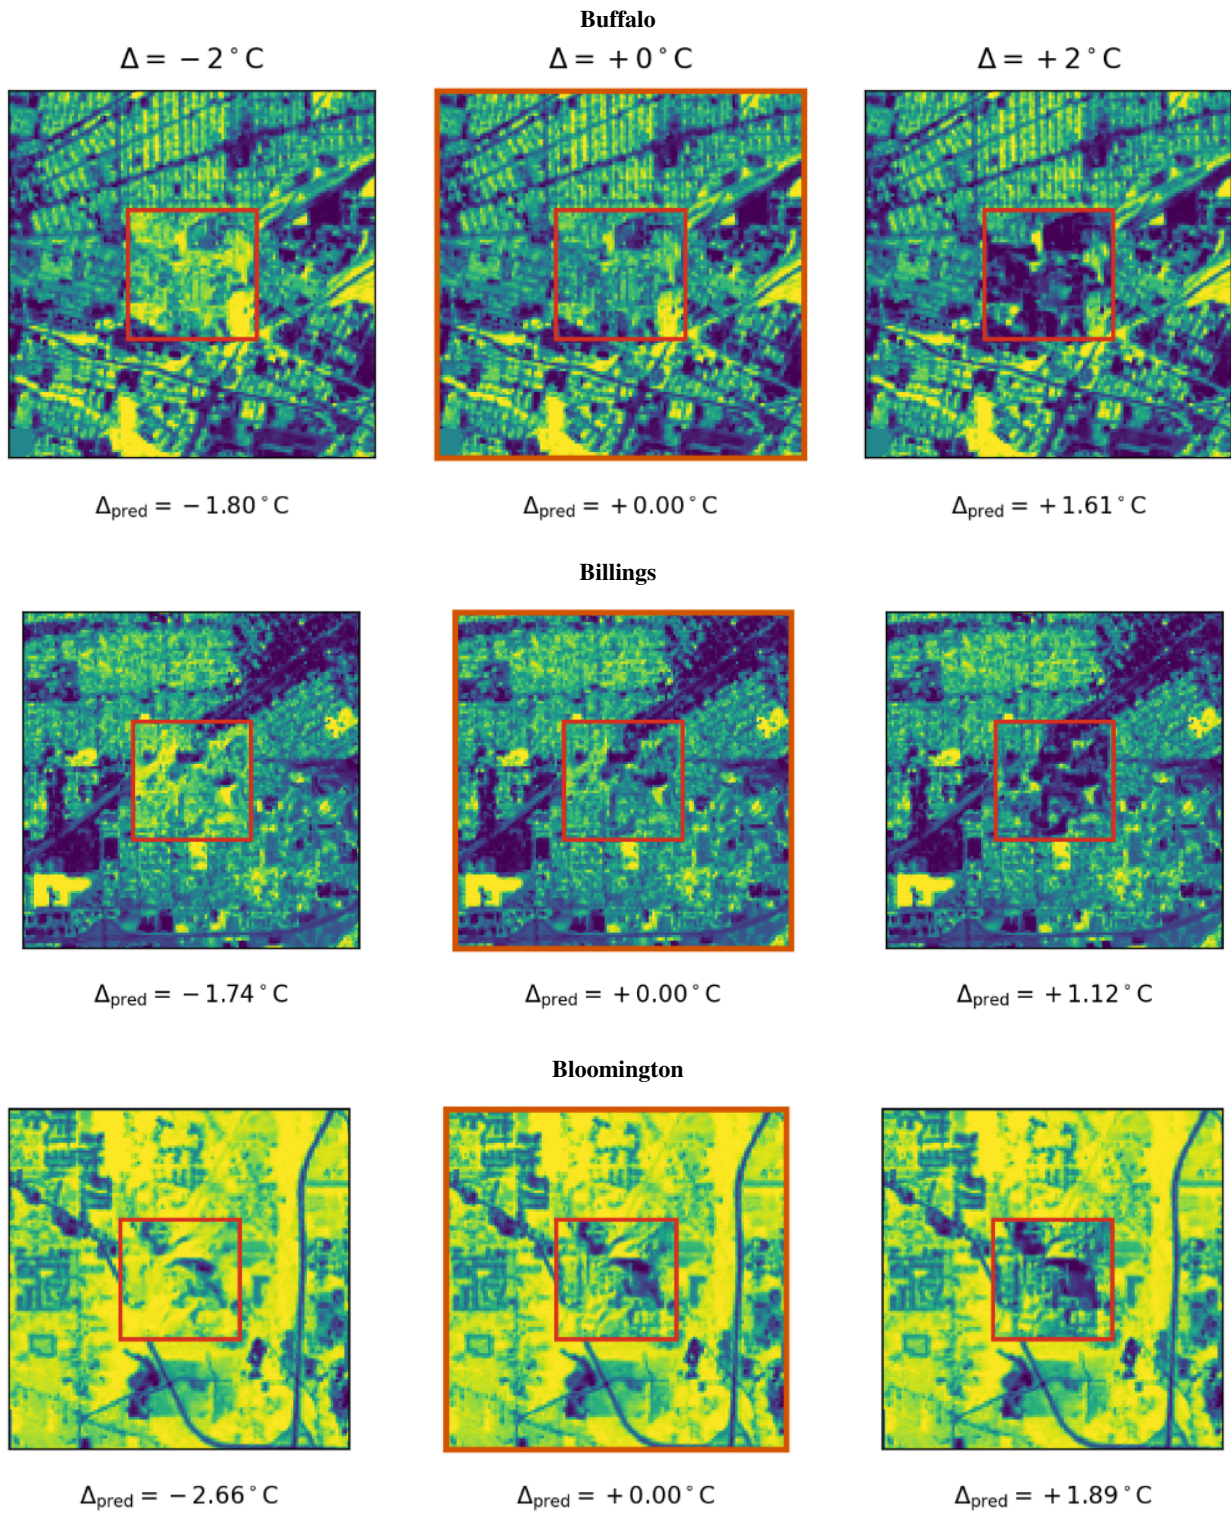 Buffalo
Δ = − 2°C Δ = + 0°C Δ = + 2°C
Δpred = − 1.80°C Δpred = + 0.00°C Δpred = + 1.61°C
Billings
Δpred = − 1.74°C Δpred = + 0.00°C Δpred = + 1.12°C
Bloomington
Δpred = − 2.66°C Δpred = + 0.00°C Δpred = + 1.89°C